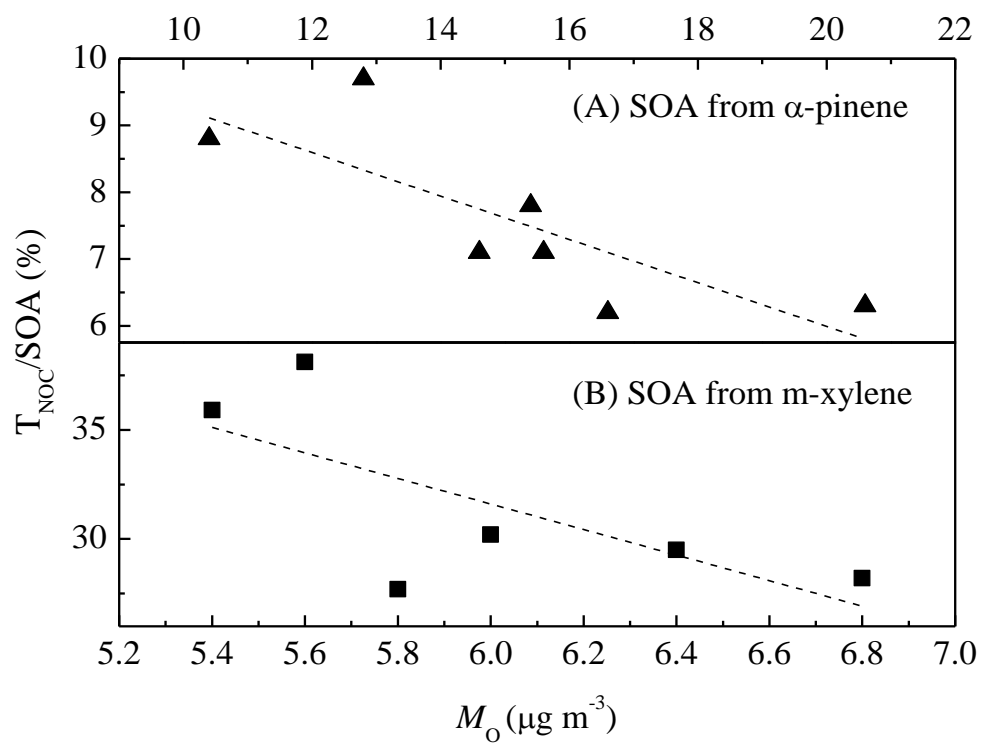 10 12 14 16 18 20 22
10
(A) SOA from α-pinene
9
8
7
6
T_NOC/SOA (%)
(B) SOA from m-xylene
35
30
5.2 5.4 5.6 5.8 6.0 6.2 6.4 6.6 6.8 7.0
M_O (μg m^-3)